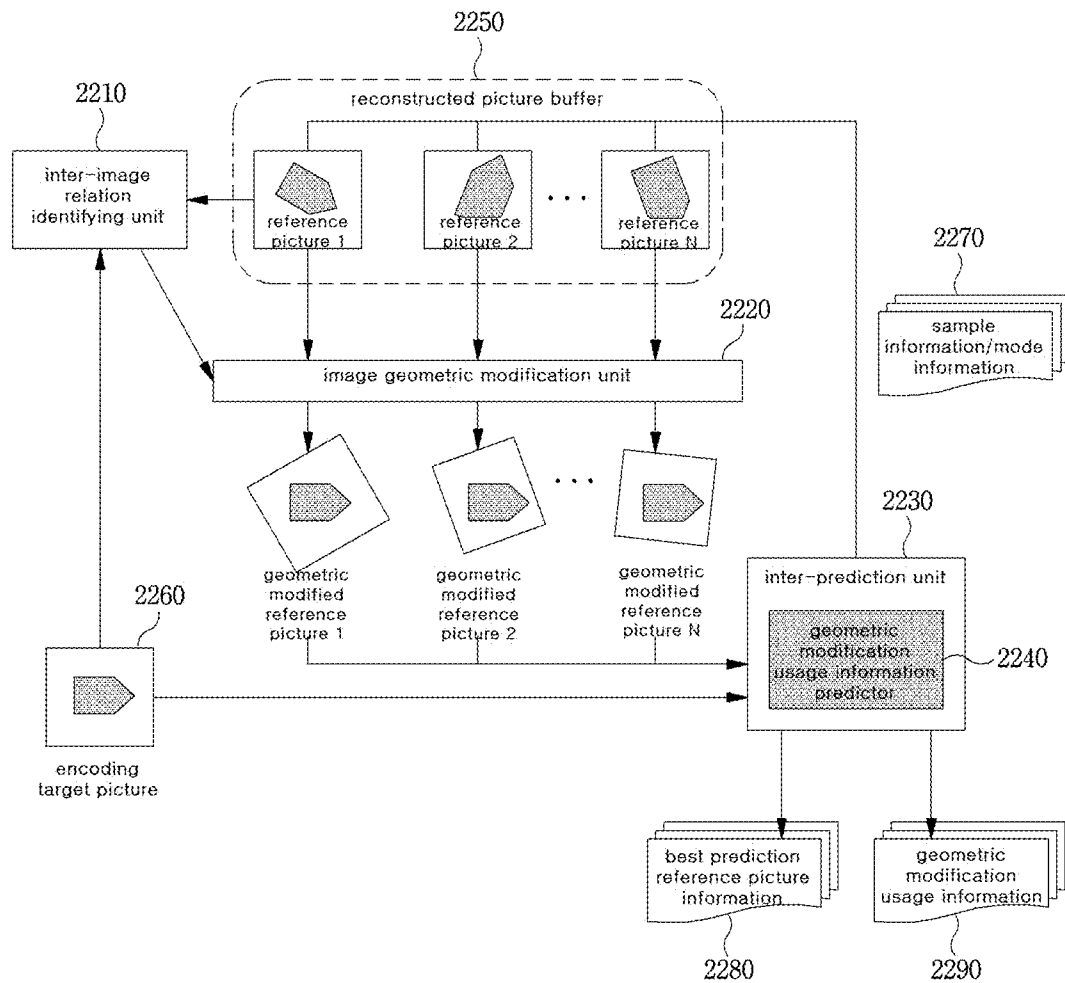 2250
2210
reconstructed picture buffer
inter-image
relation
identifying unit
reference
picture 1
reference
picture 2
reference
picture N
2270
sample
information/mode
information
2220
image geometric modification unit
2230
geometric
modified
reference
picture 1
geometric
modified
reference
picture 2
geometric
modified
reference
picture N
inter-prediction unit
2260
geometric
modification
usage information
predictor
2240
encoding
target picture
best prediction
reference picture
information
geometric
modification
usage information
2280
2290